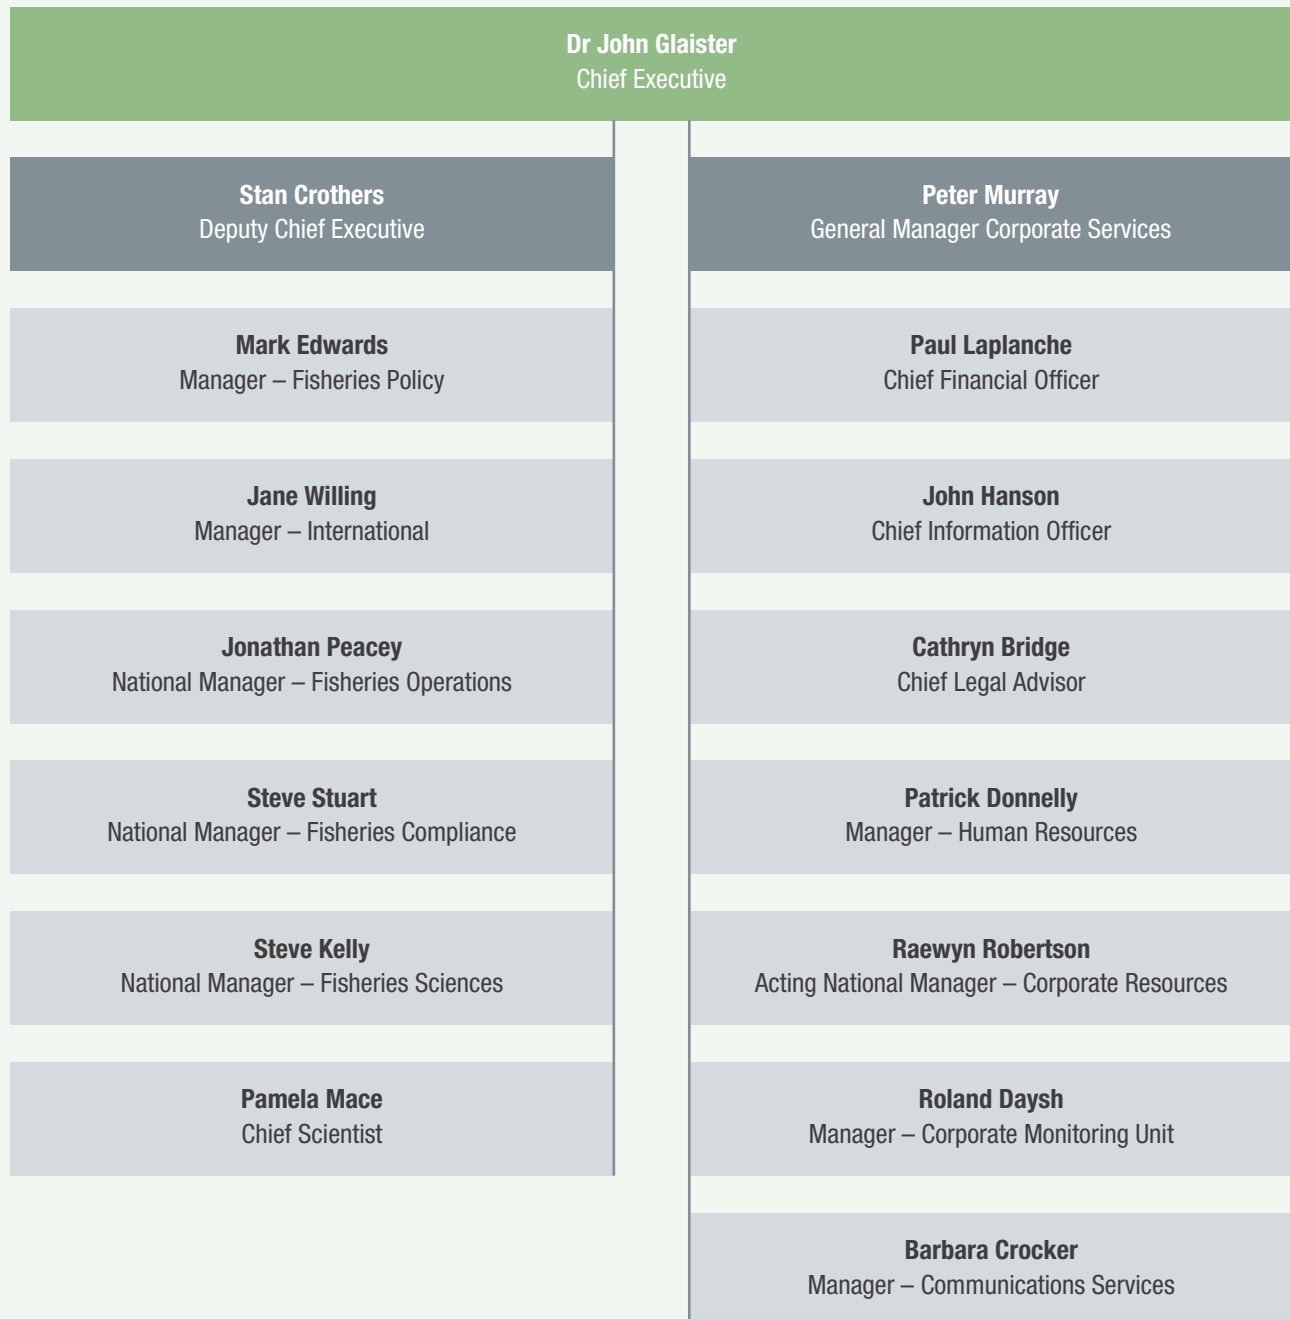 Dr John Glaister
Chief Executive
Stan Crothers
Deputy Chief Executive
Peter Murray
General Manager Corporate Services
Mark Edwards
Manager – Fisheries Policy
Paul Laplanche
Chief Financial Officer
Jane Willing
Manager – International
John Hanson
Chief Information Officer
Jonathan Peacey
National Manager – Fisheries Operations
Cathryn Bridge
Chief Legal Advisor
Steve Stuart
National Manager – Fisheries Compliance
Patrick Donnelly
Manager – Human Resources
Steve Kelly
National Manager – Fisheries Sciences
Raewyn Robertson
Acting National Manager – Corporate Resources
Pamela Mace
Chief Scientist
Roland Daysh
Manager – Corporate Monitoring Unit
Barbara Crocker
Manager – Communications Services